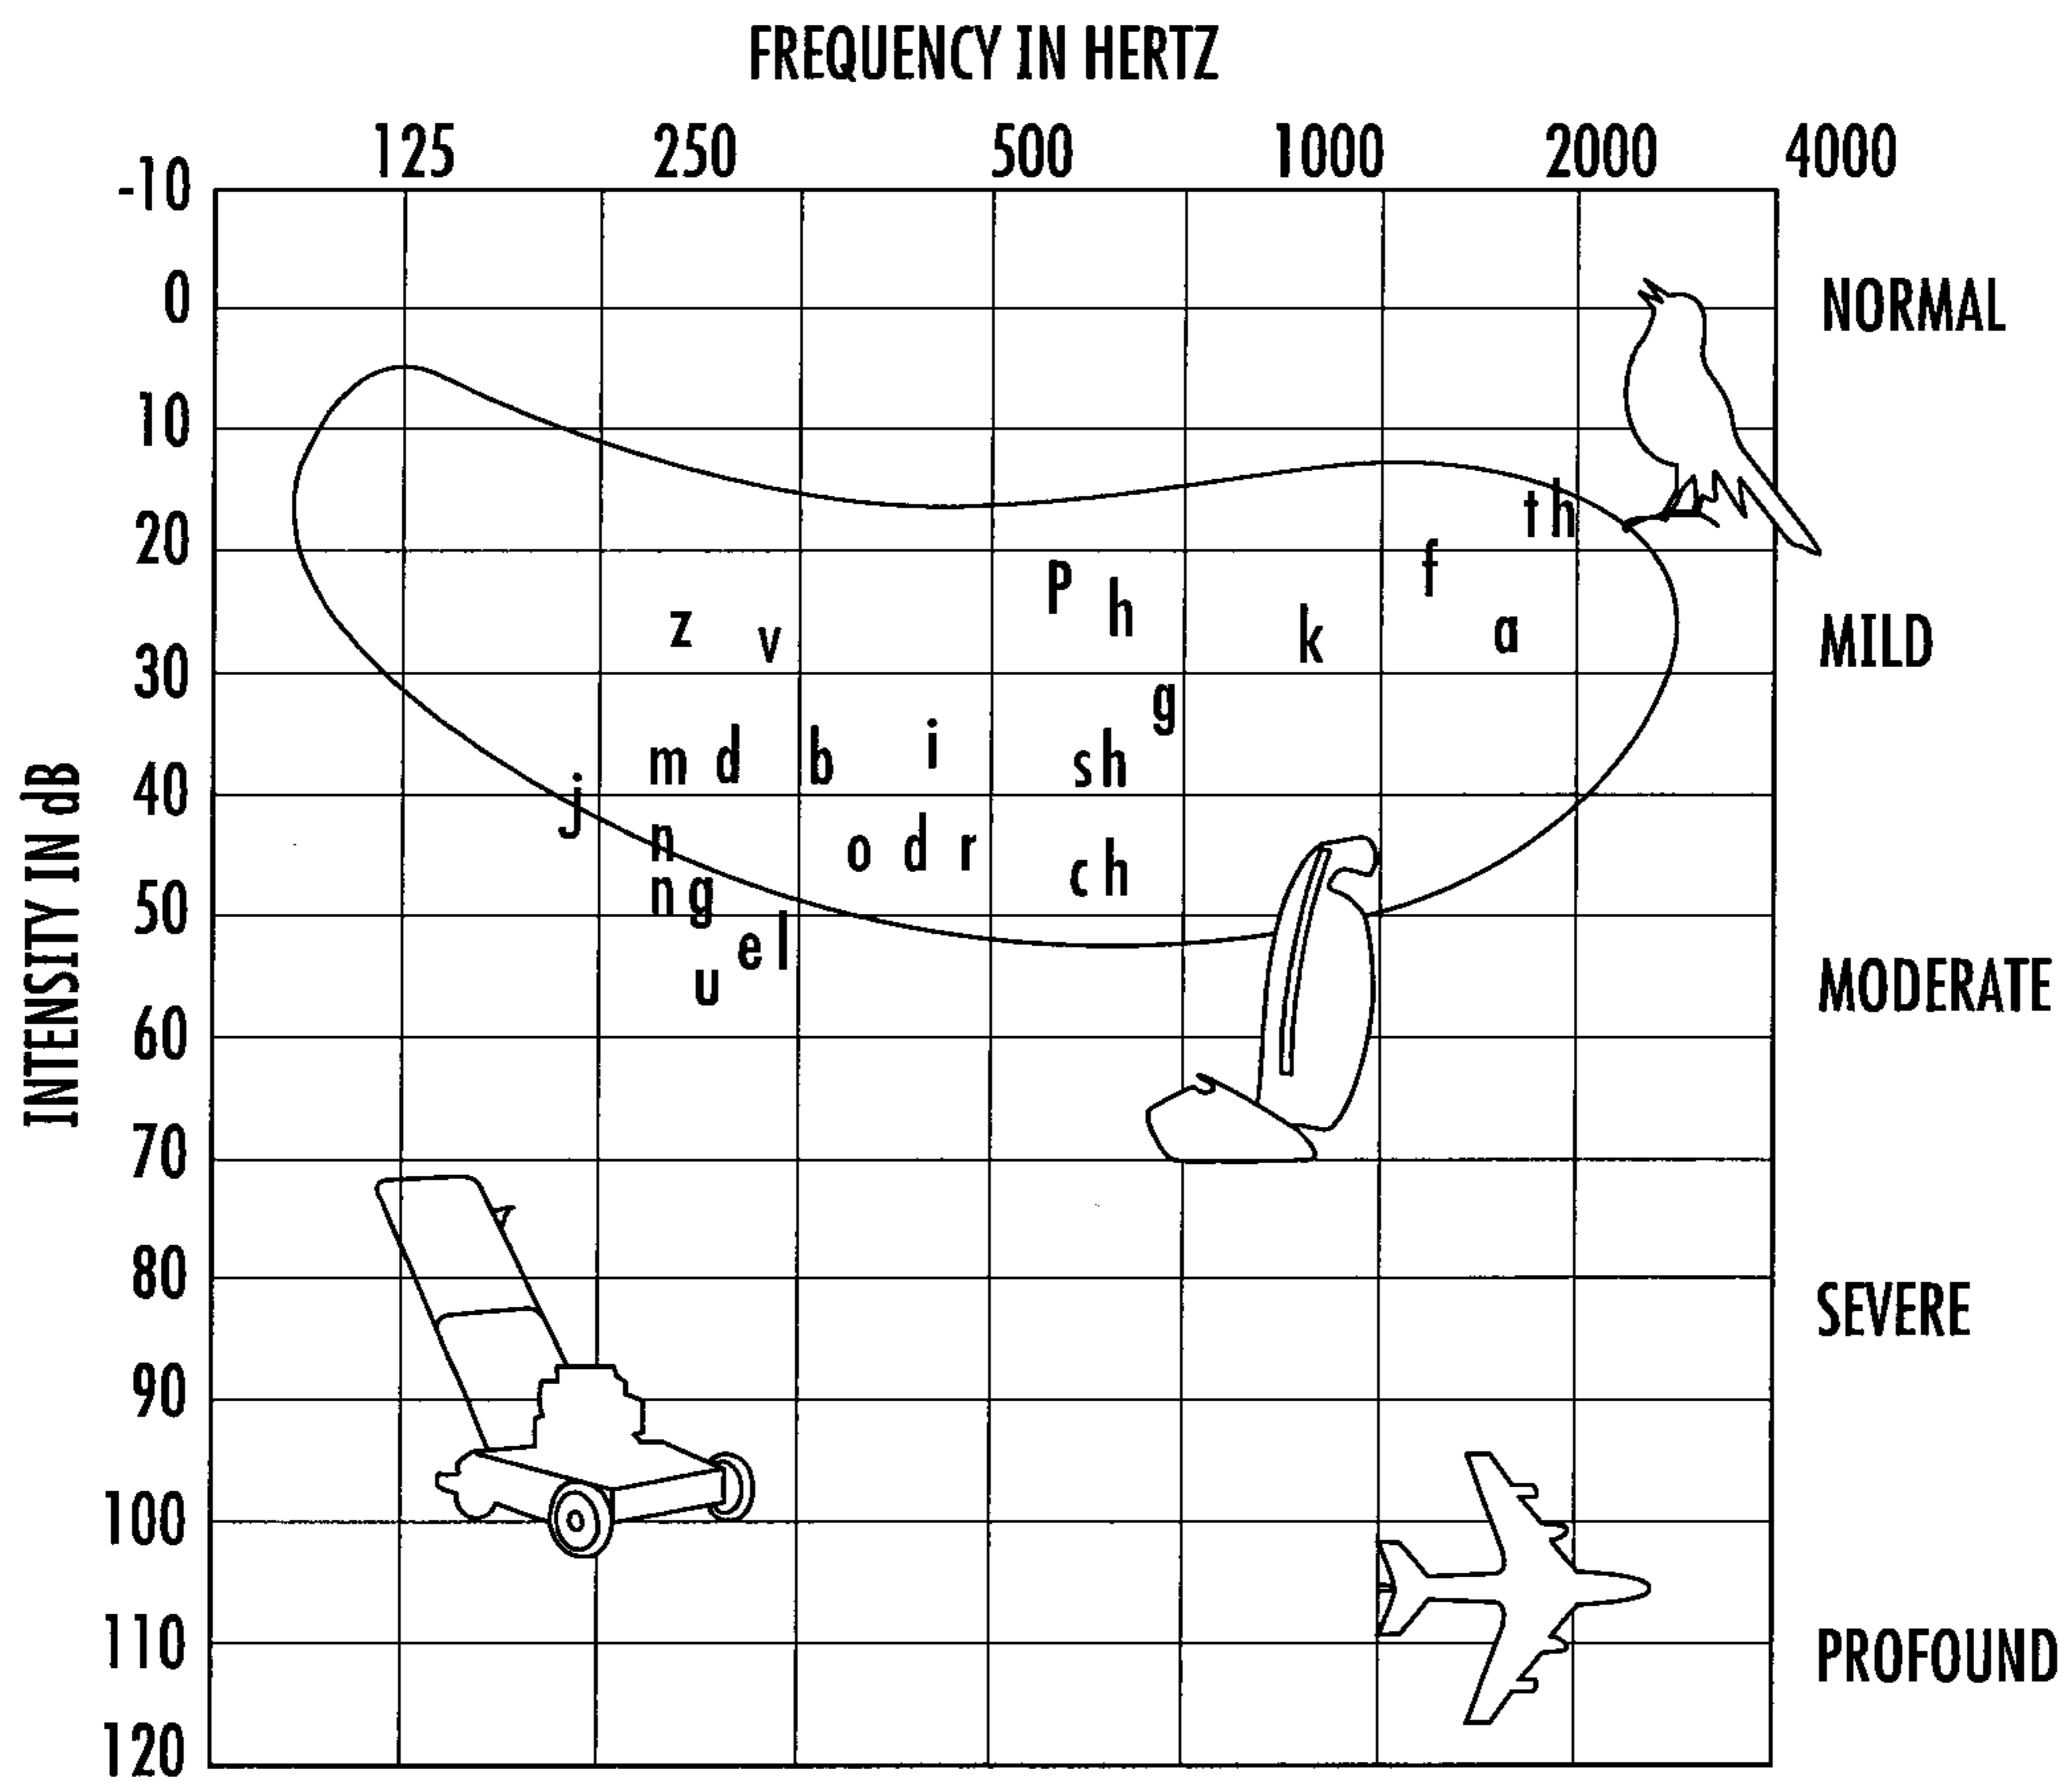 FREQUENCY IN HERTZ
125 250 500 1000 2000 4000
-10
0 NORMAL
10
th
20
P h f
z v k a MILD
30
g
m d b i sh
40
j
n o d r ch
ng
50
e l
u MODERATE
60
70
80
SEVERE
90
100
110
PROFOUND
120
INTENSITY IN dB